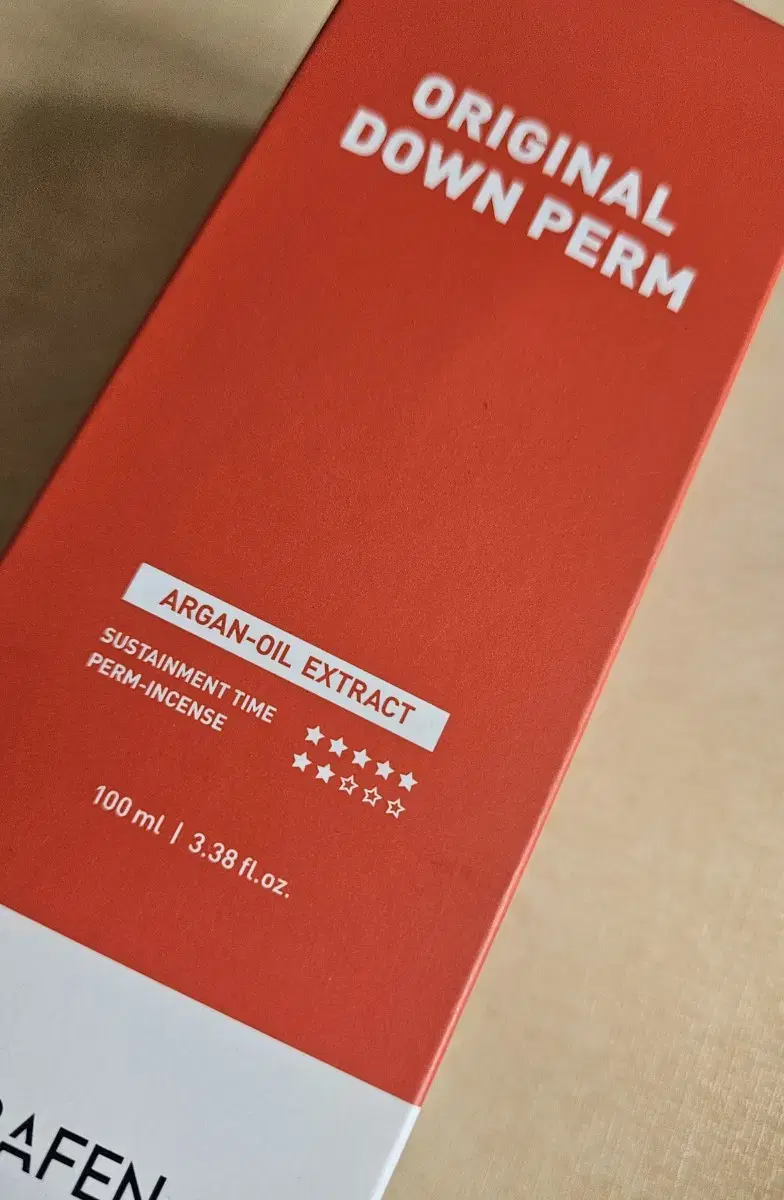 ORIGINAL
DOWN PERM
ARGAN-OIL EXTRACT
SUSTAINMENT TIME
PERM-INCENSE
100 ml | 3.38 fl.oz.